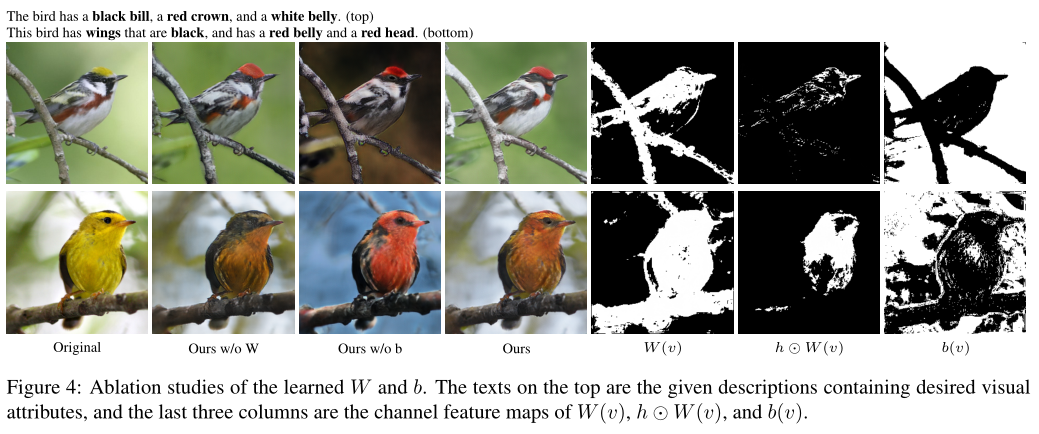 The bird has a black bill, a red crown, and a white belly. (top)
This bird has wings that are black, and has a red belly and a red head. (bottom)
Original Ours w/o W Ours w/o b Ours W(v) h ⊙ W(v) b(v)
Figure 4: Ablation studies of the learned W and b. The texts on the top are the given descriptions containing desired visual
attributes, and the last three columns are the channel feature maps of W(v), h ⊙ W(v), and b(v).